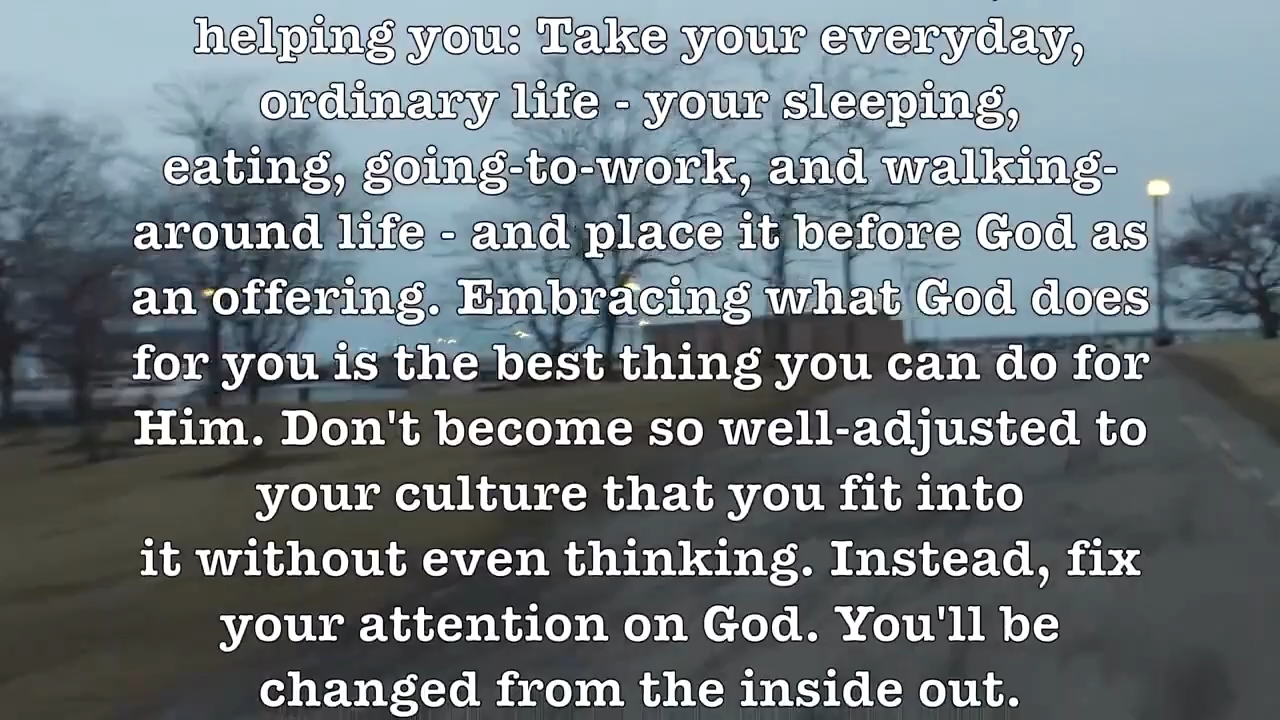 helping you: Take your everyday,
ordinary life - your sleeping,
eating, going-to-work, and walking-
around life - and place it before God as
an offering. Embracing what God does
for you is the best thing you can do for
Him. Don't become so well-adjusted to
your culture that you fit into
it without even thinking. Instead, fix
your attention on God. You'll be
changed from the inside out.